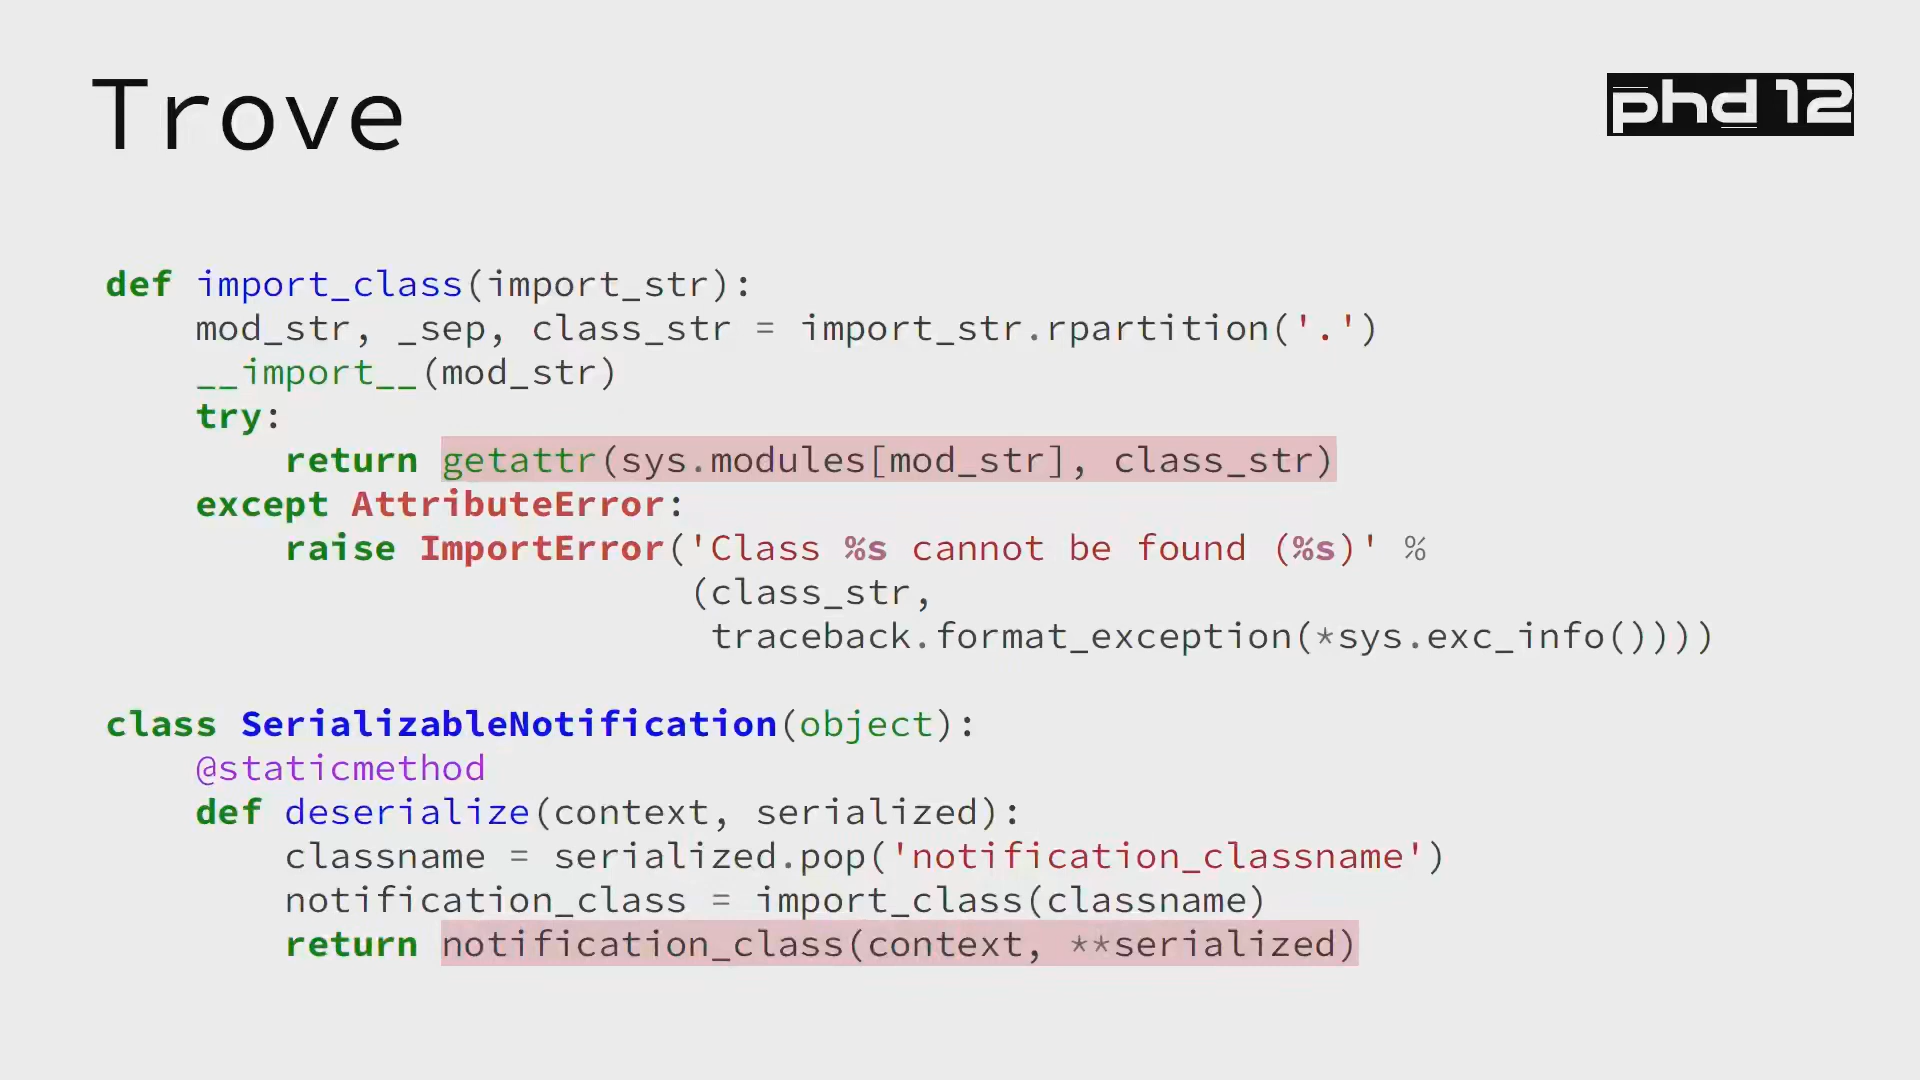 Trove
phd 12
def import_class(import_str):
    mod_str, _sep, class_str = import_str.rpartition('.')
    __import__(mod_str)
    try:
        return getattr(sys.modules[mod_str], class_str)
    except AttributeError:
        raise ImportError('Class %s cannot be found (%s)' %
                          (class_str,
                           traceback.format_exception(*sys.exc_info())))
class SerializableNotification(object):
    @staticmethod
    def deserialize(context, serialized):
        classname = serialized.pop('notification_classname')
        notification_class = import_class(classname)
        return notification_class(context, **serialized)